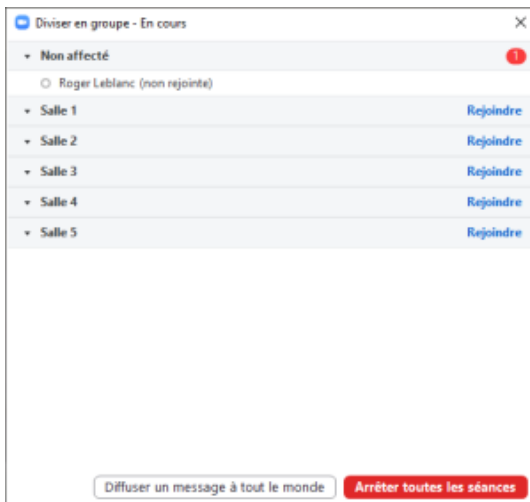 Diviser en groupe - En cours
Non affecté 1
Roger Leblanc (non rejointe)
Salle 1 Rejoindre
Salle 2 Rejoindre
Salle 3 Rejoindre
Salle 4 Rejoindre
Salle 5 Rejoindre
Diffuser un message à tout le monde Arrêter toutes les séances